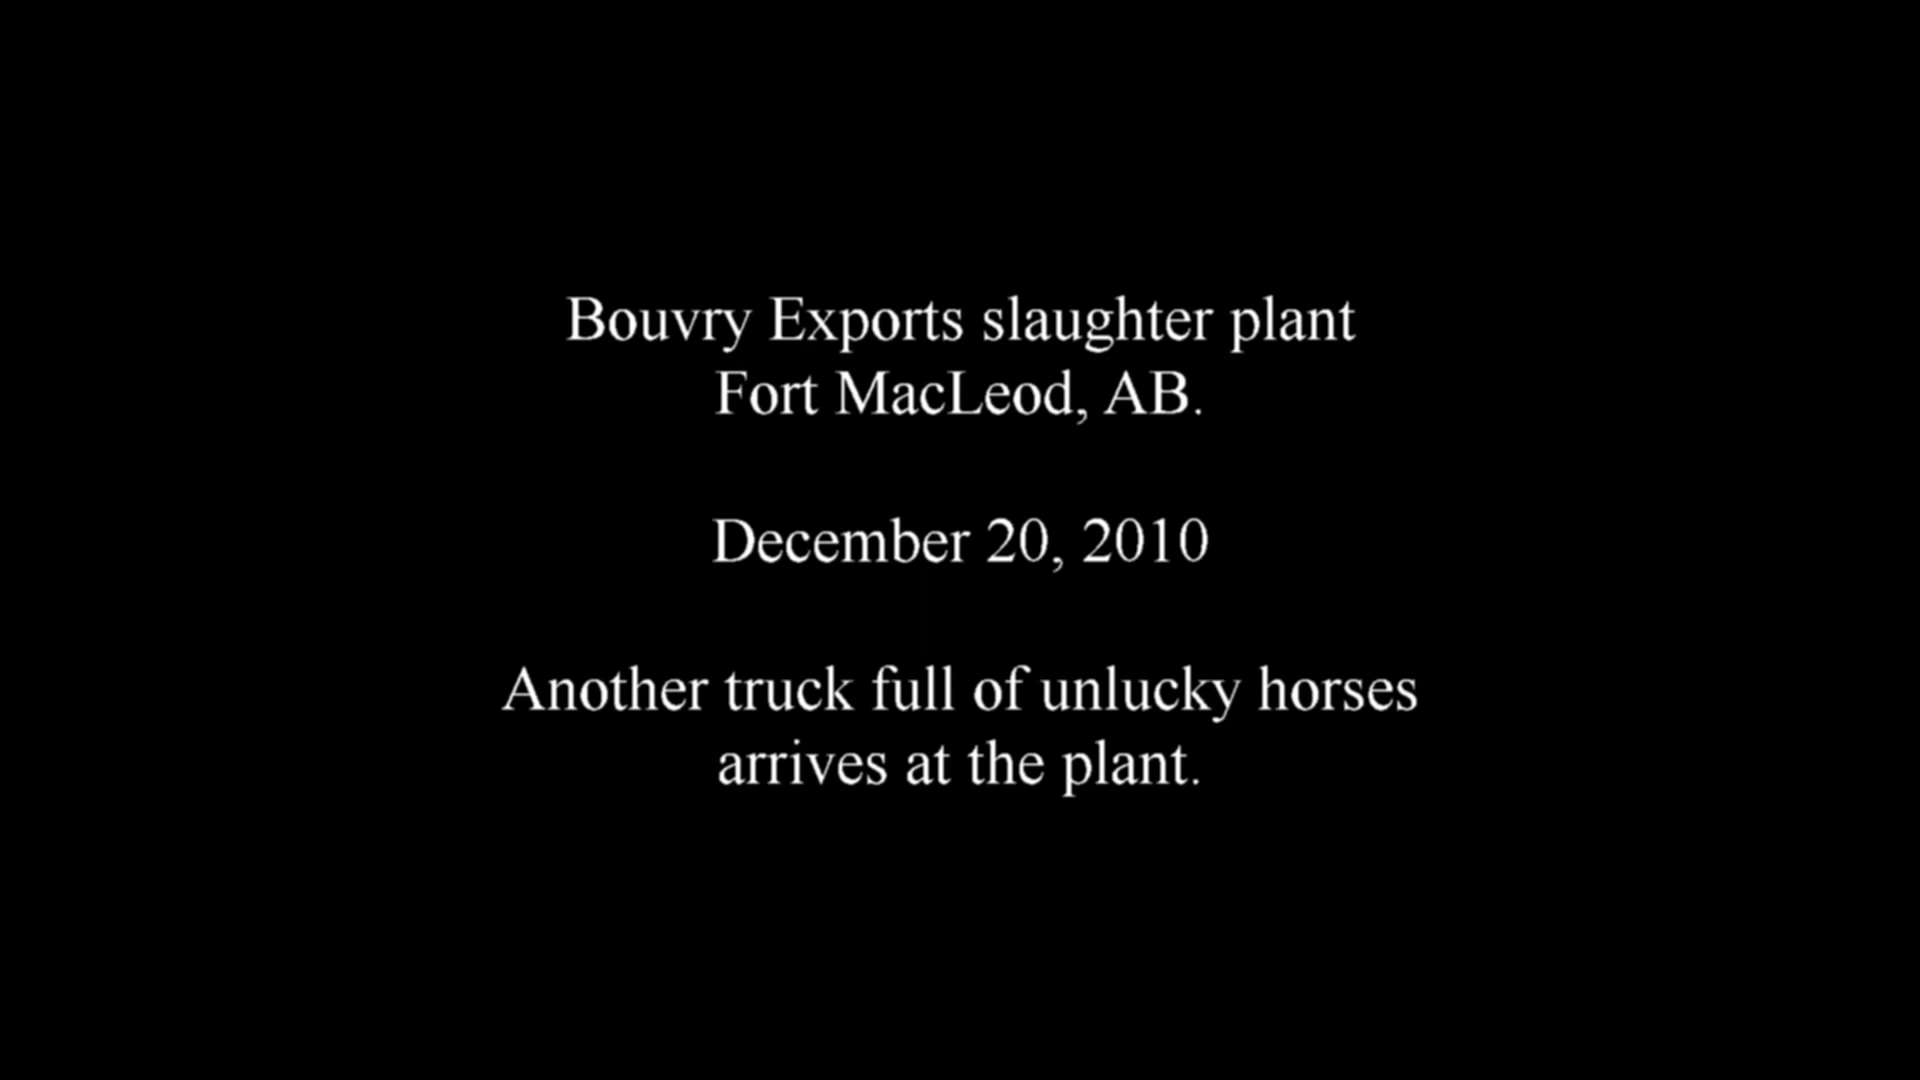 Bouvry Exports slaughter plant
Fort MacLeod, AB.
December 20, 2010
Another truck full of unlucky horses
arrives at the plant.